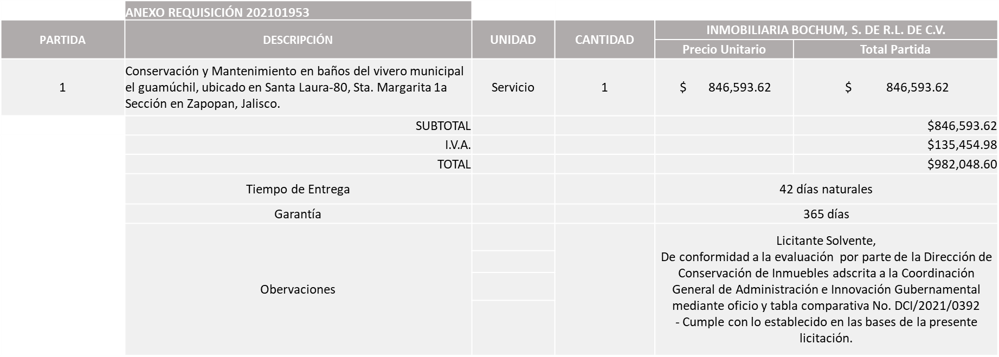 ANEXO REQUISICIÓN 202101953
PARTIDA
DESCRIPCIÓN
UNIDAD
CANTIDAD
INMOBILIARIA BOCHUM, S. DE R.L. DE C.V.
Precio Unitario
Total Partida
1
Conservación y Mantenimiento en baños del vivero municipal
el guamúchil, ubicado en Santa Laura-80, Sta. Margarita 1a
Sección en Zapopan, Jalisco.
Servicio
1
$ 846,593.62
$ 846,593.62
SUBTOTAL
$846,593.62
I.V.A.
$135,454.98
TOTAL
$982,048.60
Tiempo de Entrega
42 días naturales
Garantía
365 días
Obervaciones
Licitante Solvente,
De conformidad a la evaluación por parte de la Dirección de
Conservación de Inmuebles adscrita a la Coordinación
General de Administración e Innovación Gubernamental
mediante oficio y tabla comparativa No. DCI/2021/0392
- Cumple con lo establecido en las bases de la presente
licitación.